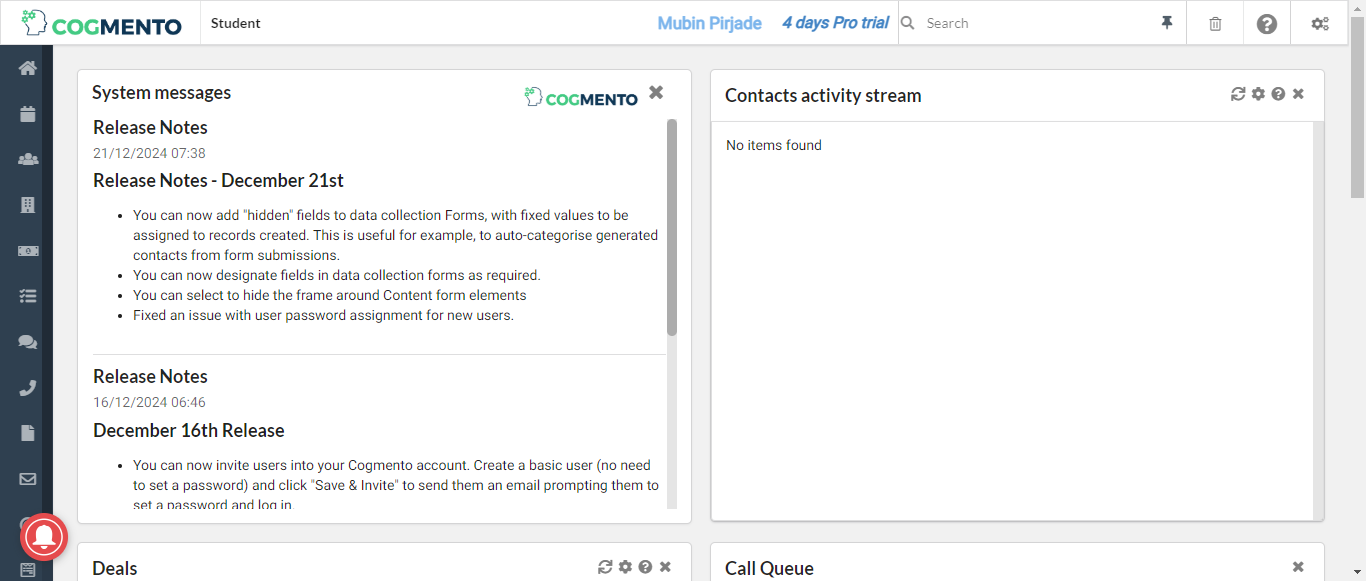 COGMENTO
Student
Mubin Pirjade
4 days Pro trial
Search
System messages
COGMENTO
Release Notes
21/12/2024 07:38
Release Notes - December 21st
You can now add "hidden" fields to data collection Forms, with fixed values to be
assigned to records created. This is useful for example, to auto-categorise generated
contacts from form submissions.
You can now designate fields in data collection forms as required.
You can select to hide the frame around Content form elements
Fixed an issue with user password assignment for new users.
Release Notes
16/12/2024 06:46
December 16th Release
You can now invite users into your Cogmento account. Create a basic user (no need
to set a password) and click "Save & Invite" to send them an email prompting them to
set a password and log in.
Contacts activity stream
No items found
Deals
Call Queue